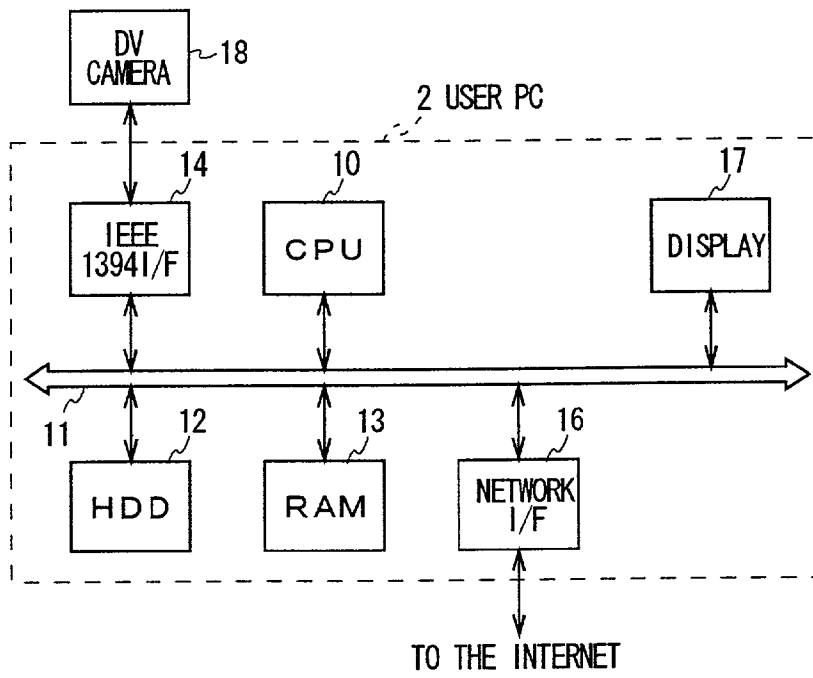 DV
CAMERA
18
2 USER PC
14
10
17
IEEE
1394I/F
CPU
DISPLAY
11
12
13
16
HDD
RAM
NETWORK
I/F
TO THE INTERNET